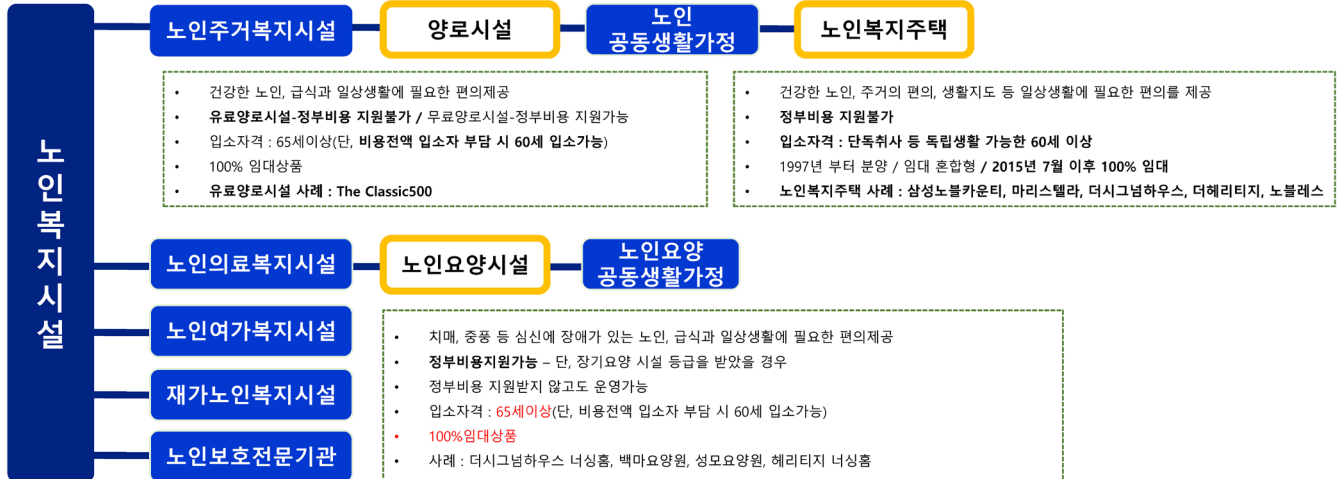 노인복지시설
노인주거복지시설
양로시설
노인
공동생활가정
노인복지주택
• 건강한 노인, 급식과 일상생활에 필요한 편의제공
• 유료양로시설-정부비용 지원불가 / 무료양로시설-정부비용 지원가능
• 입소자격 : 65세이상(단, 비용전액 입소자 부담 시 60세 입소가능)
• 100% 임대상품
• 유료양로시설 사례 : The Classic500
• 건강한 노인, 주거의 편의, 생활지도 등 일상생활에 필요한 편의를 제공
• 정부비용 지원불가
• 입소자격 : 단독취사 등 독립생활 가능한 60세 이상
• 1997년 부터 분양 / 임대 혼합형 / 2015년 7월 이후 100% 임대
• 노인복지주택 사례 : 삼성노블카운티, 마리스텔라, 더시그넘하우스, 더헤리티지, 노블레스
노인의료복지시설
노인요양시설
노인요양
공동생활가정
노인여가복지시설
재가노인복지시설
노인보호전문기관
• 치매, 중풍 등 심신에 장애가 있는 노인, 급식과 일상생활에 필요한 편의제공
• 정부비용지원가능 – 단, 장기요양 시설 등급을 받았을 경우
• 정부비용 지원받지 않고도 운영가능
• 입소자격 : 65세이상(단, 비용전액 입소자 부담 시 60세 입소가능)
• 100%임대상품
• 사례 : 더시그넘하우스 너싱홈, 백마요양원, 성모요양원, 헤리티지 너싱홈